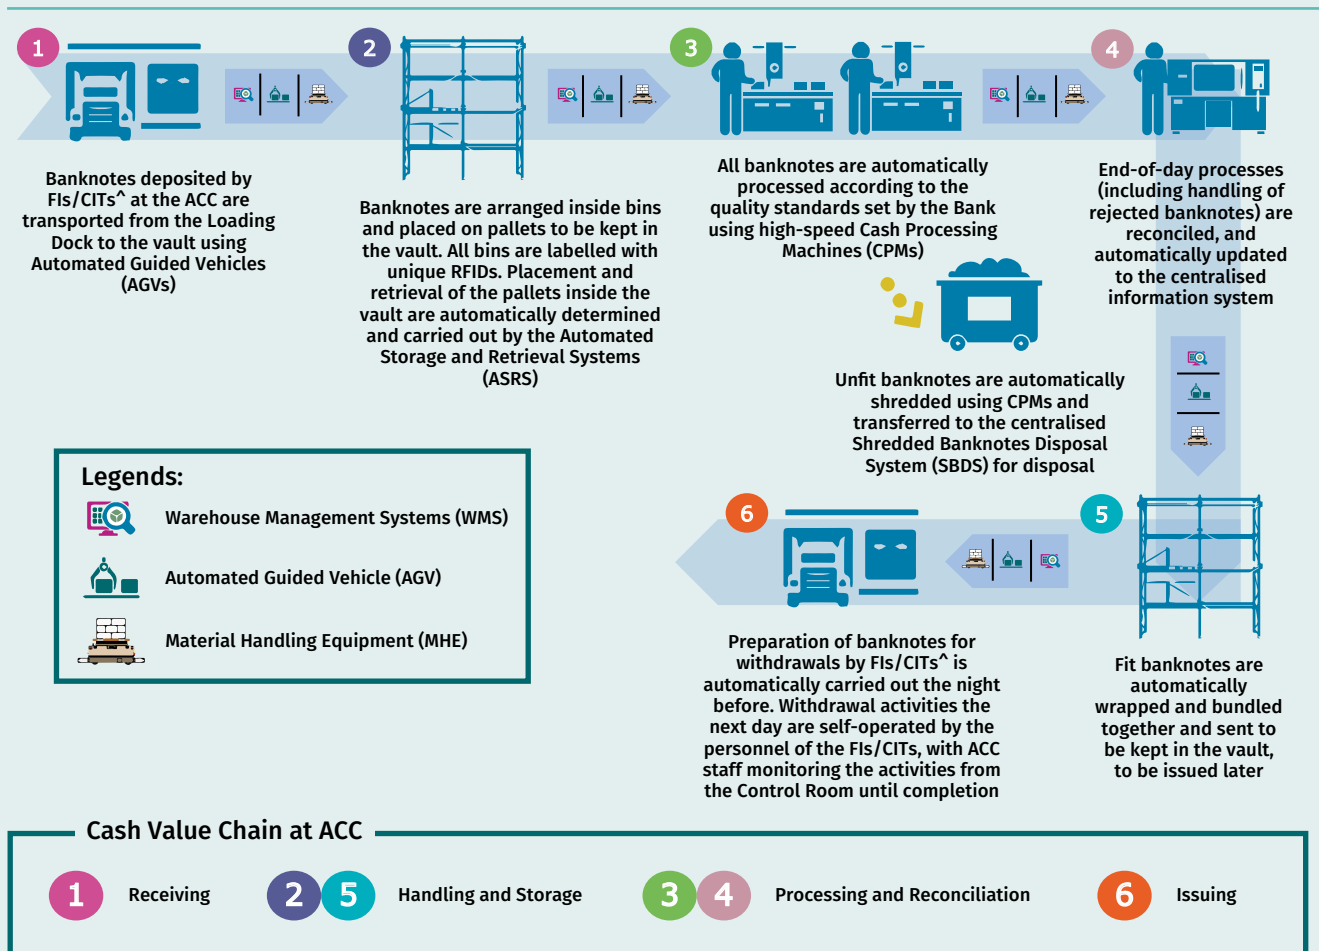 1
Banknotes deposited by
FIs/CITs^ at the ACC are
transported from the Loading
Dock to the vault using
Automated Guided Vehicles
(AGVs)
2
Banknotes are arranged inside bins
and placed on pallets to be kept in
the vault. All bins are labelled with
unique RFIDs. Placement and
retrieval of the pallets inside the
vault are automatically determined
and carried out by the Automated
Storage and Retrieval Systems
(ASRS)
3
All banknotes are automatically
processed according to the
quality standards set by the Bank
using high-speed Cash Processing
Machines (CPMs)
Unfit banknotes are automatically
shredded using CPMs and
transferred to the centralised
Shredded Banknotes Disposal
System (SBDS) for disposal
4
End-of-day processes
(including handling of
rejected banknotes) are
reconciled, and
automatically updated
to the centralised
information system
5
Fit banknotes are
automatically
wrapped and bundled
together and sent to
be kept in the vault,
to be issued later
6
Preparation of banknotes for
withdrawals by FIs/CITs^ is
automatically carried out the night
before. Withdrawal activities the
next day are self-operated by the
personnel of the FIs/CITs, with ACC
staff monitoring the activities from
the Control Room until completion
Legends:
Warehouse Management Systems (WMS)
Automated Guided Vehicle (AGV)
Material Handling Equipment (MHE)
Cash Value Chain at ACC
1 Receiving
2 5 Handling and Storage
3 4 Processing and Reconciliation
6 Issuing